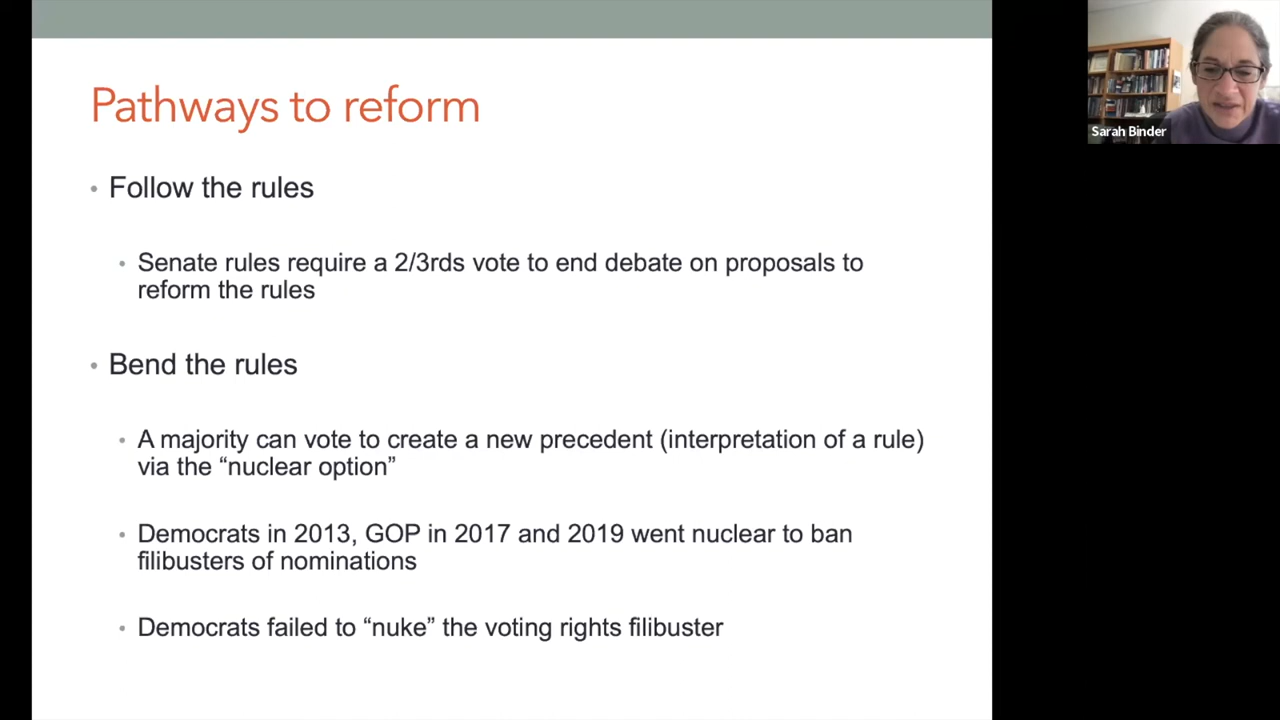 Pathways to reform
• Follow the rules
• Senate rules require a 2/3rds vote to end debate on proposals to
reform the rules
• Bend the rules
• A majority can vote to create a new precedent (interpretation of a rule)
via the “nuclear option”
• Democrats in 2013, GOP in 2017 and 2019 went nuclear to ban
filibusters of nominations
• Democrats failed to “nuke” the voting rights filibuster
Sarah Binder